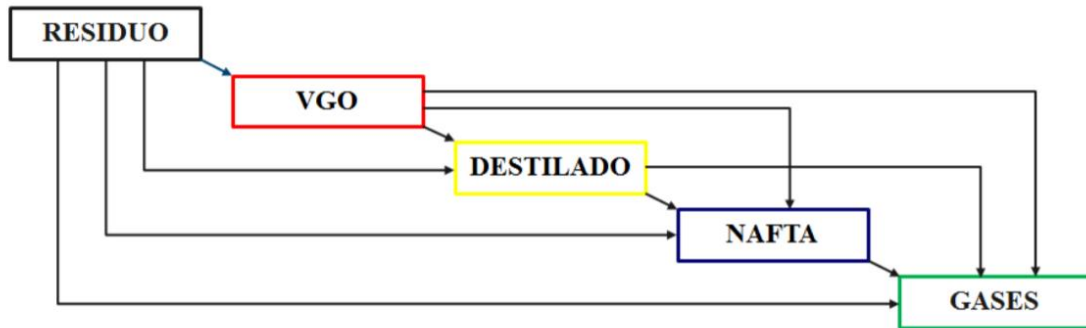 RESIDUO
VGO
DESTILADO
NAFTA
GASES